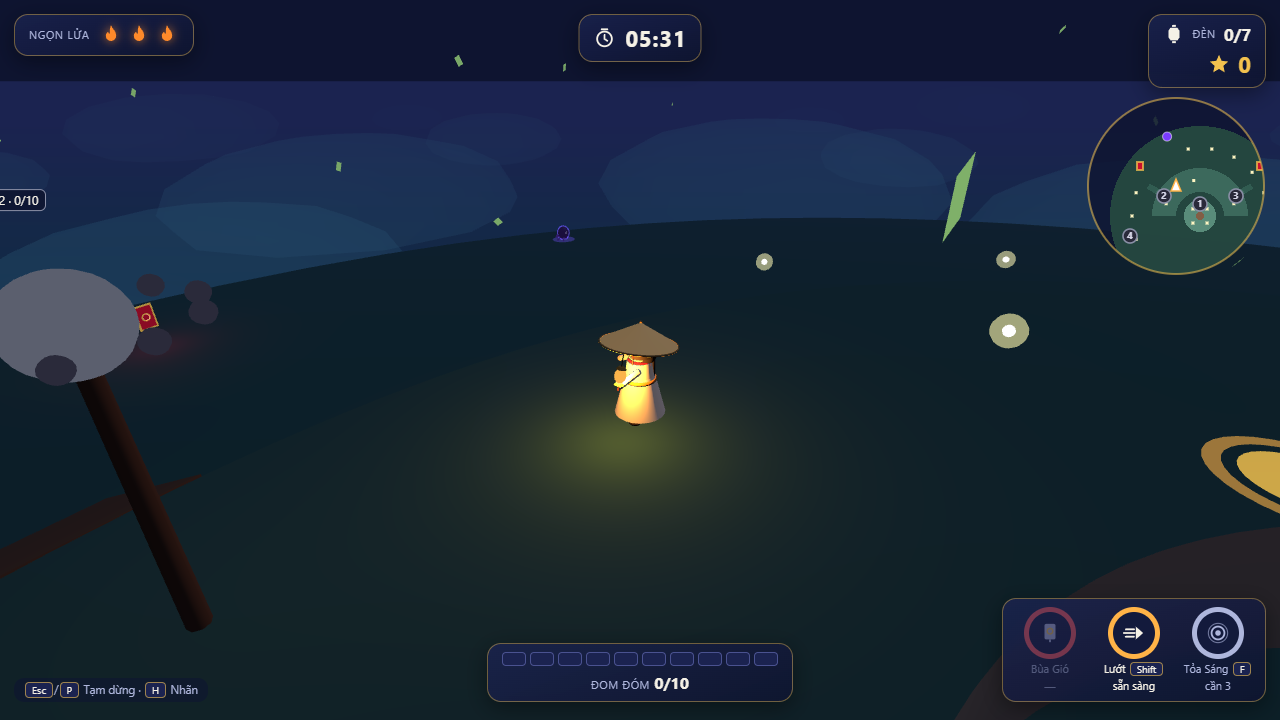 NGỌN LỬA
05:31
ĐÈN 0/7
0
2 · 0/10
1
2
3
4
Esc / P Tạm dừng · H Nhãn
ĐOM ĐÓM 0/10
Bùa Gió
—
Lướt Shift
sẵn sàng
Tỏa Sáng F
cần 3